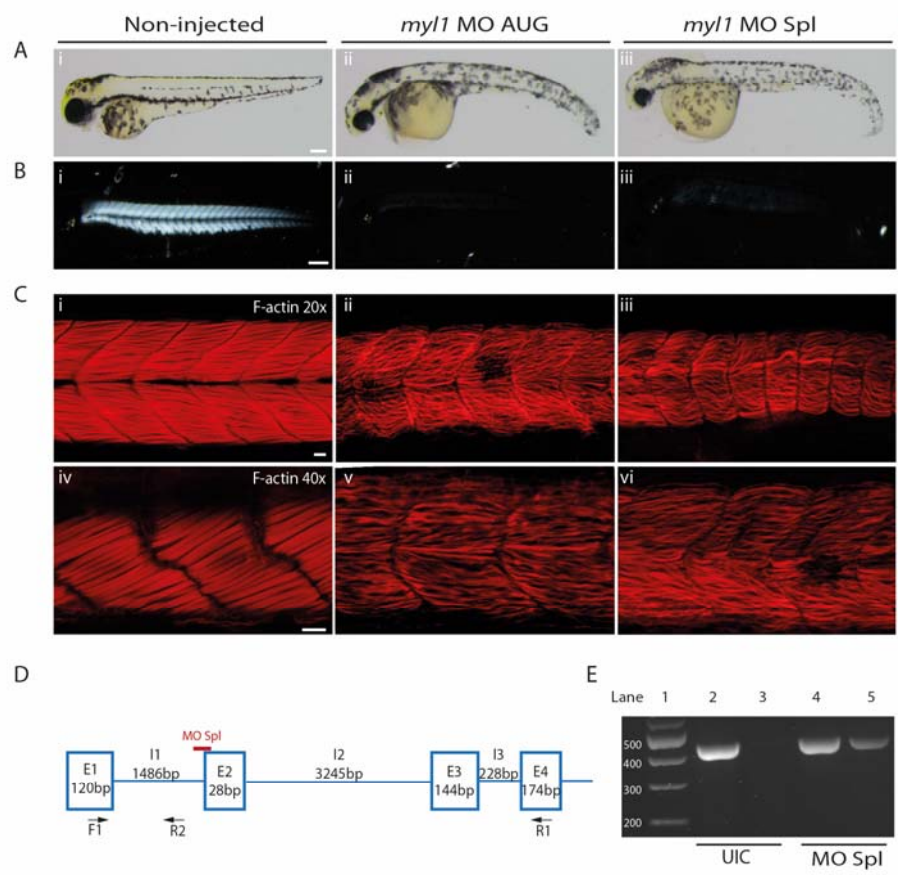 Non-injected myl1 MO AUG myl1 MO Spl
A i ii iii
B i ii iii
C i F-actin 20x ii iii
iv F-actin 40x v vi
D E
Lane 1 2 3 4 5
MO Spl
I1 I2 I3
1486bp 3245bp 228bp
E1 E2 E3 E4
120bp 28bp 144bp 174bp
F1 R2 R1
500
400
300
200
UIC MO Spl